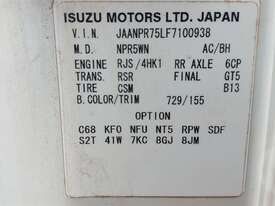 ISUZU MOTORS LTD. JAPAN
V.I.N. JAANPR75LF7100938
M.D. NPR5WN AC/BH
ENGINE RJS/4HK1 RR AXLE 6CP
TRANS. RSR FINAL GT5
TIRE CSM B13
B.COLOR/TRIM 729/155
OPTION
C68 KF0 NFU NT5 RPW SDF
S2T 41W 7KC 8GJ 8JM